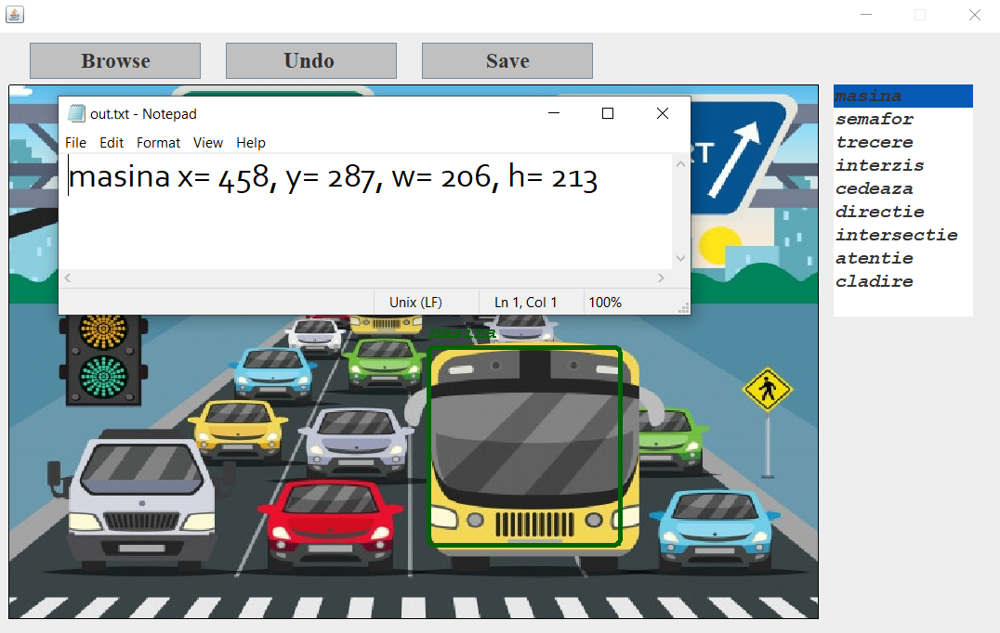 Browse Undo Save
out.txt - Notepad
File Edit Format View Help
masina x= 458, y= 287, w= 206, h= 213
Unix (LF) Ln 1, Col 1 100%
RT
masina
masina
semafor
trecere
interzis
cedeaza
directie
intersectie
atentie
cladire